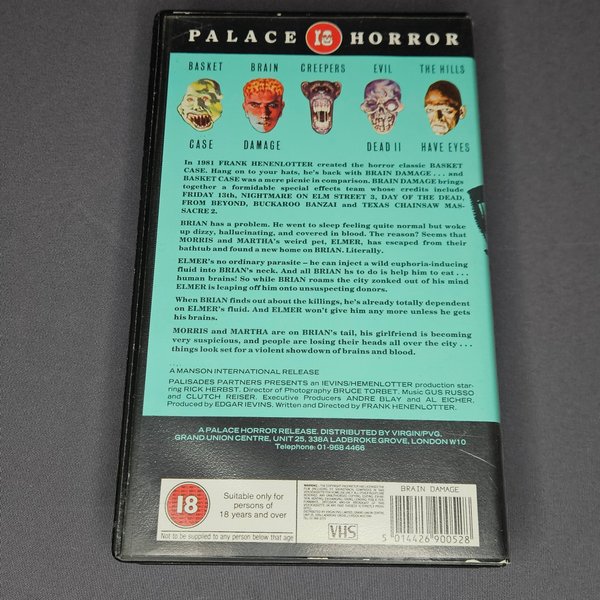 PALACE 18 HORROR
BASKET BRAIN CREEPERS EVIL THE HILLS
CASE DAMAGE DEAD II HAVE EYES
In 1981 FRANK HENENLOTTER created the horror classic BASKET
CASE. Hang on to your hats, he's back with BRAIN DAMAGE . . . and
BASKET CASE was a mere picnic in comparison. BRAIN DAMAGE brings
together a formidable special effects team whose credits include
FRIDAY 13th, NIGHTMARE ON ELM STREET 3, DAY OF THE DEAD,
FROM BEYOND, BUCKAROO BANZAI and TEXAS CHAINSAW MAS-
SACRE 2.
BRIAN has a problem. He went to sleep feeling quite normal but woke
up dizzy, hallucinating, and covered in blood. The reason? Seems that
MORRIS and MARTHA's weird pet, ELMER, has escaped from their
bathtub and found a new home on BRIAN. Literally.
ELMER's no ordinary parasite – he can inject a wild euphoria-inducing
fluid into BRIAN's neck. And all BRIAN hs to do is help him to eat . . .
human brains! So while BRIAN roams the city zonked out of his mind
ELMER is leaping off him onto unsuspecting donors.
When BRIAN finds out about the killings, he's already totally dependent
on ELMER's fluid. And ELMER won't give him any more unless he gets
his brains.
MORRIS and MARTHA are on BRIAN's tail, his girlfriend is becoming
very suspicious, and people are losing their heads all over the city . . .
things look set for a violent showdown of brains and blood.
A MANSON INTERNATIONAL RELEASE
PALISADES PARTNERS PRESENTS an IEVINS/HEMENLOTTER production star-
ring RICK HERBST. Director of Photography BRUCE TORBET. Music GUS RUSSO
and CLUTCH REISER. Executive Producers ANDRE BLAY and AL EICHER.
Produced by EDGAR IEVINS. Written and Directed by FRANK HENENLOTTER.
A PALACE HORROR RELEASE. DISTRIBUTED BY VIRGIN/PVG,
GRAND UNION CENTRE, UNIT 25, 338A LADBROKE GROVE, LONDON W10
Telephone: 01-968 4466
18
Suitable only for
persons of
18 years and over
Not to be supplied to any person below that age
WARNING
VHS
BRAIN DAMAGE
5 014426 900528